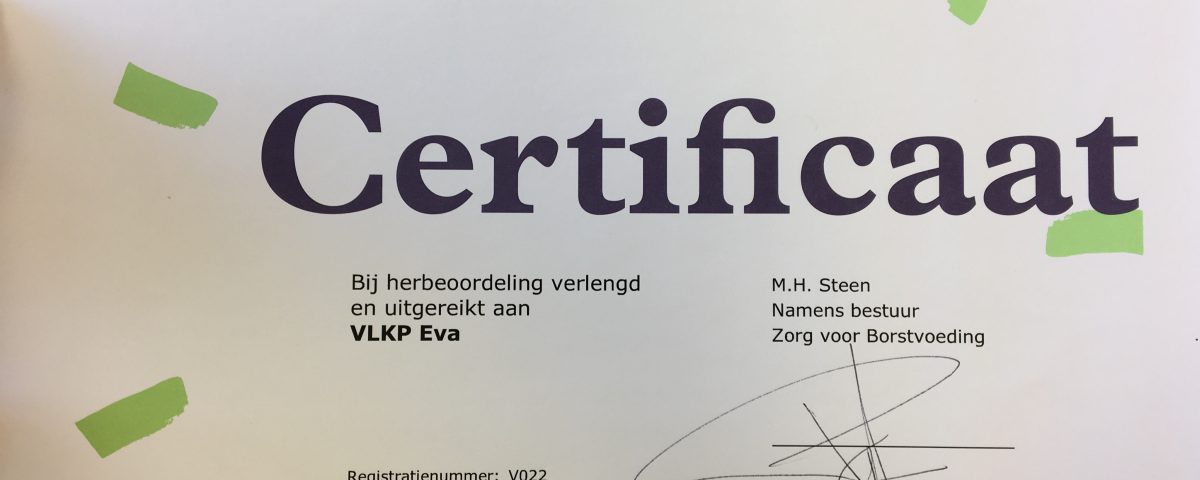 Certificaat
Bij herbeoordeling verlengd
en uitgereikt aan
VLKP Eva
M.H. Steen
Namens bestuur
Zorg voor Borstvoeding
Registratienummer: V022